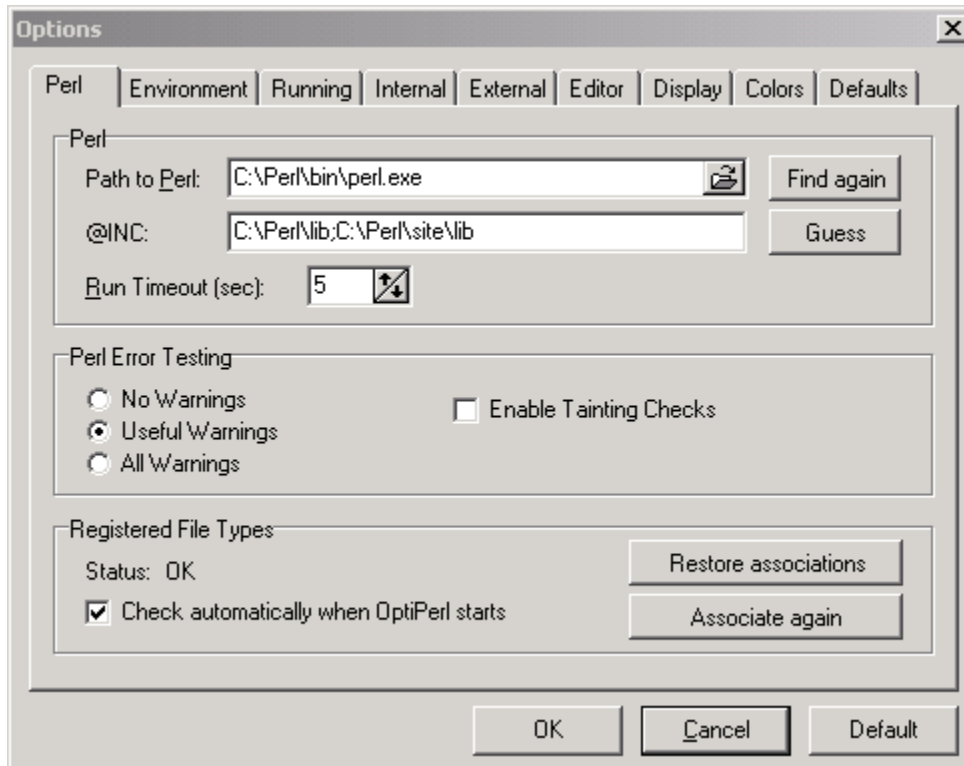 Options
Perl Environment Running Internal External Editor Display Colors Defaults
Perl
Path to Perl: C:\Perl\bin\perl.exe Find again
@INC: C:\Perl\lib;C:\Perl\site\lib Guess
Run Timeout (sec): 5
Perl Error Testing
No Warnings
Useful Warnings Enable Tainting Checks
All Warnings
Registered File Types
Status: OK Restore associations
Check automatically when OptiPerl starts Associate again
OK Cancel Default